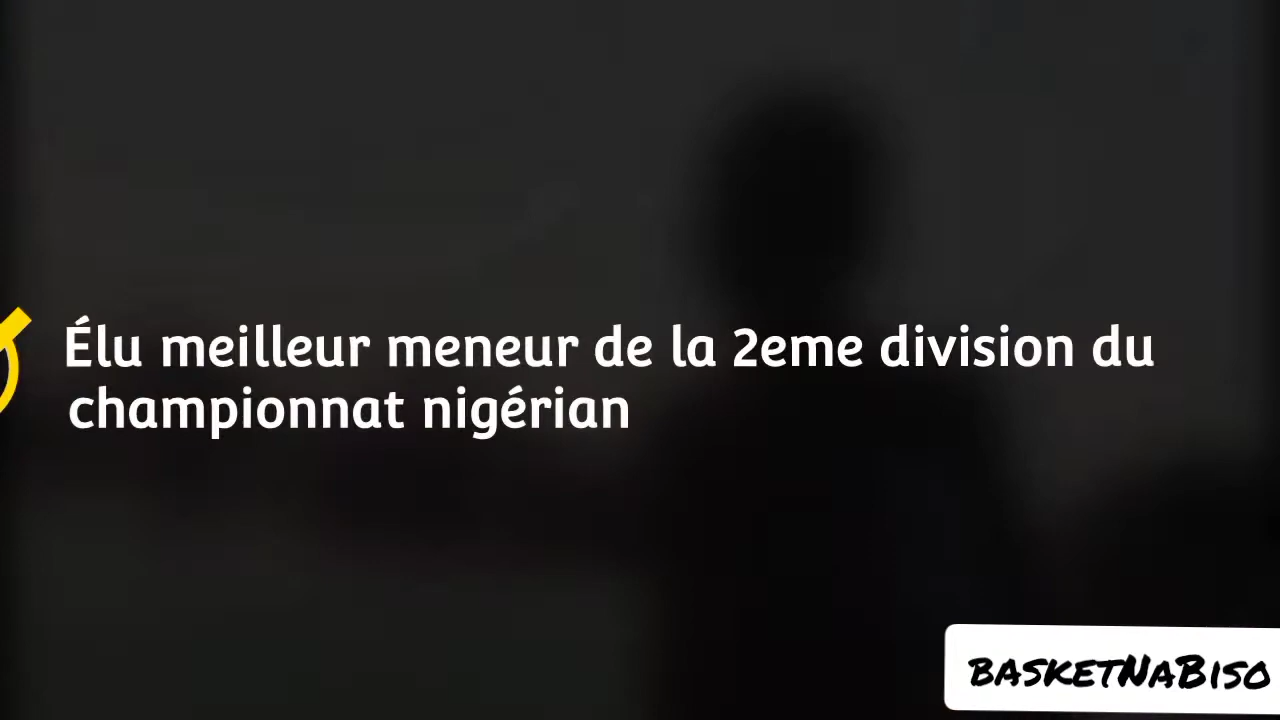 Élu meilleur meneur de la 2eme division du
championnat nigérian
BASKETNABISO